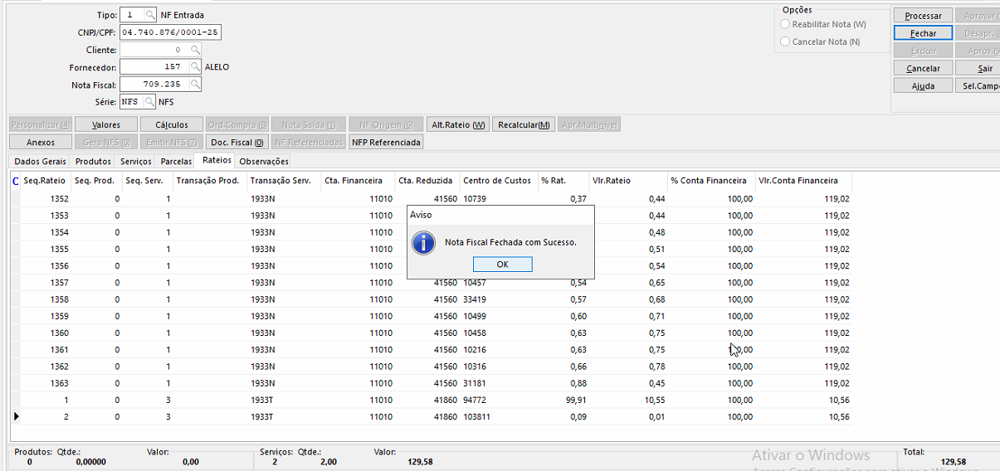 Tipo: 1 NF Entrada
CNPJ/CPF: 04.740.876/0001-25
Cliente: 0
Fornecedor: 157 ALELO
Nota Fiscal: 709.235
Série: NFS NFS
Opções
Reabilitar Nota (W)
Cancelar Nota (N)
Processar Aprovar (
Fechar Desapr. (
Excluir Aprov.(9
Cancelar Sair
Ajuda Sel.Campo
Personalizar (4) Valores Cálculos Ord.Compra (B Nota Saída (1) NF Origem (6) Alt.Rateio (W) Recalcular(M) Apr.Multinivel
Anexos Gera NFS (0) Emitir NFS (7) Doc. Fiscal (0) NF Referenciadas NFP Referenciada
Dados Gerais Produtos Serviços Parcelas Rateios Observações
C Seq.Rateio Seq. Prod. Seq. Serv. Transação Prod. Transação Serv. Cta. Financeira Cta. Reduzida Centro de Custos % Rat. Vlr.Rateio % Conta Financeira Vlr.Conta Financeira
1352 0 1 1933N 11010 41560 10739 0,37 0,44 100,00 119,02
1353 0 1 1933N 11010 0,44 100,00 119,02
1354 0 1 1933N 11010 0,48 100,00 119,02
1355 0 1 1933N 11010 0,51 100,00 119,02
1356 0 1 1933N 11010 0,54 100,00 119,02
Aviso
Nota Fiscal Fechada com Sucesso.
OK
1357 0 1 1933N 11010 41560 10457 0,54 0,65 100,00 119,02
1358 0 1 1933N 11010 41560 33419 0,57 0,68 100,00 119,02
1359 0 1 1933N 11010 41560 10499 0,60 0,71 100,00 119,02
1360 0 1 1933N 11010 41560 10458 0,63 0,75 100,00 119,02
1361 0 1 1933N 11010 41560 10216 0,63 0,75 100,00 119,02
1362 0 1 1933N 11010 41560 10316 0,66 0,78 100,00 119,02
1363 0 1 1933N 11010 41560 31181 0,88 0,45 100,00 119,02
1 0 3 1933T 11010 41860 94772 99,91 10,55 100,00 10,56
2 0 3 1933T 11010 41860 103811 0,09 0,01 100,00 10,56
Produtos: Qtde.: Valor: Serviços: Qtde.: Valor: Total:
0 0,00000 0,00 2 2,00 129,58 129,58
Ativar o Windows